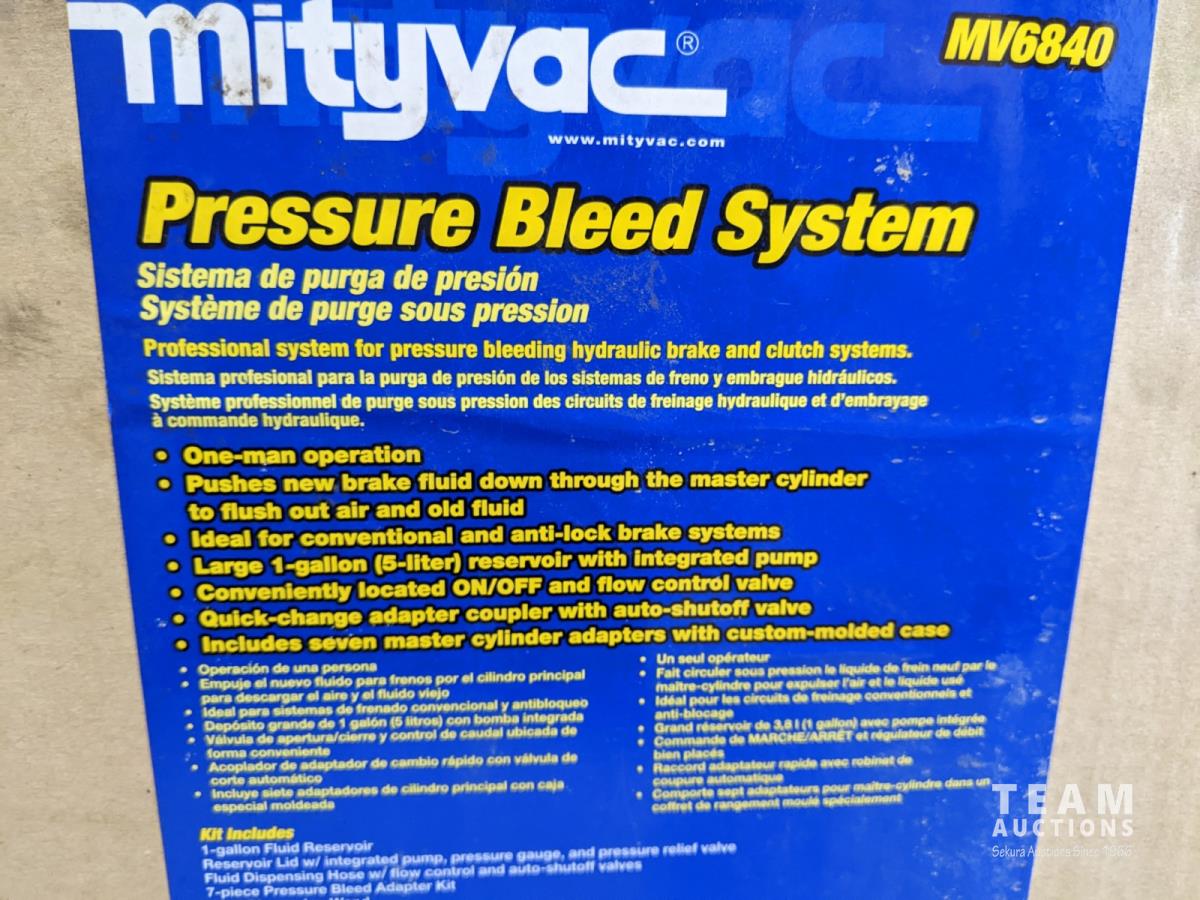 mityvac®
MV6840
www.mityvac.com
Pressure Bleed System
Sistema de purga de presión
Système de purge sous pression
Professional system for pressure bleeding hydraulic brake and clutch systems.
Sistema profesional para la purga de presión de los sistemas de freno y embrague hidráulicos.
Système professionnel de purge sous pression des circuits de freinage hydraulique et d'embrayage
à commande hydraulique.
• One-man operation
• Pushes new brake fluid down through the master cylinder
to flush out air and old fluid
• Ideal for conventional and anti-lock brake systems
• Large 1-gallon (5-liter) reservoir with integrated pump
• Conveniently located ON/OFF and flow control valve
• Quick-change adapter coupler with auto-shutoff valve
• Includes seven master cylinder adapters with custom-molded case
• Operación de una persona
• Empuje el nuevo fluido para frenos por el cilindro principal
para descargar el aire y el fluido viejo
• Ideal para sistemas de frenado convencional y antibloqueo
• Depósito grande de 1 galón (5 litros) con bomba integrada
• Válvula de apertura/cierre y control de caudal ubicada de
forma conveniente
• Acoplador de adaptador de cambio rápido con válvula de
corte automático
• Incluye siete adaptadores de cilindro principal con caja
especial moldeada
• Un seul opérateur
• Fait circuler sous pression le liquide de frein neuf par le
maître-cylindre pour expulser l'air et le liquide usé
• Idéal pour les circuits de freinage conventionnels et
anti-blocage
• Grand réservoir de 3,8 l (1 gallon) avec pompe intégrée
• Commande de MARCHE/ARRÊT et régulateur de débit
bien placés
• Raccord adaptateur rapide avec robinet de
coupure automatique
• Comporte sept adaptateurs pour maître-cylindre dans un
coffret de rangement moulé spécialement
Kit Includes
1-gallon Fluid Reservoir
Reservoir Lid w/ integrated pump, pressure gauge, and pressure relief valve
Fluid Dispensing Hose w/ flow control and auto-shutoff valves
7-piece Pressure Bleed Adapter Kit
TEAM
AUCTIONS
Sekura Auctions Since 1966